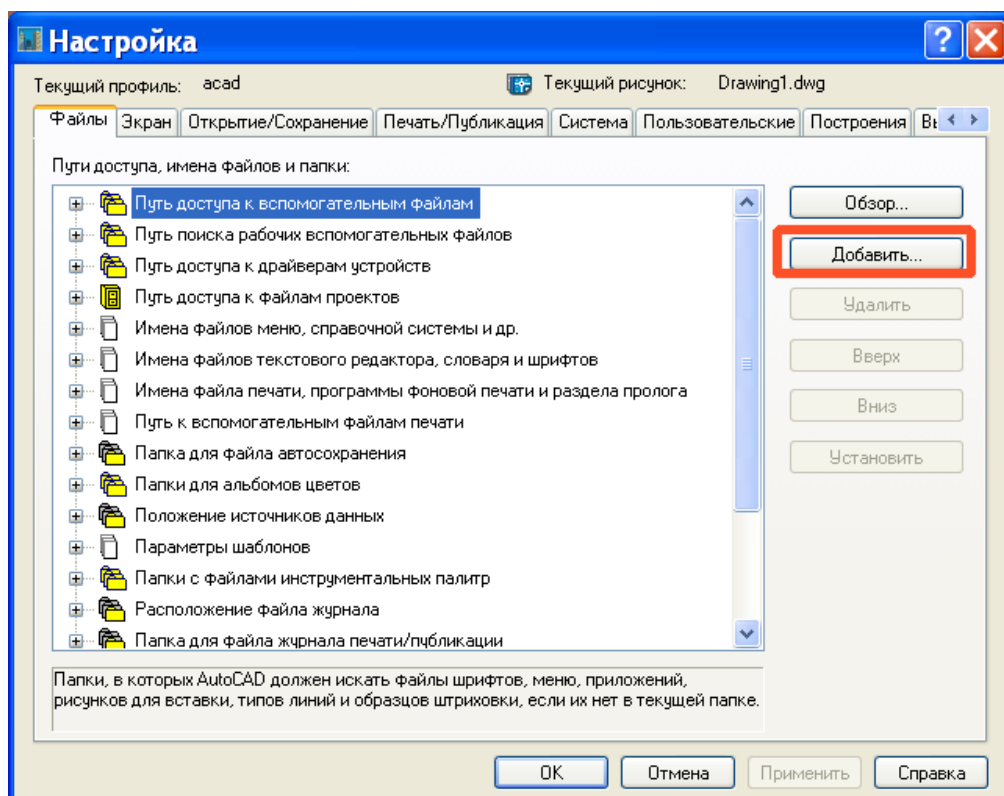 Настройка
Текущий профиль: acad Текущий рисунок: Drawing1.dwg
Файлы Экран Открытие/Сохранение Печать/Публикация Система Пользовательские Построения
Пути доступа, имена файлов и папки:
Путь доступа к вспомогательным файлам
Обзор...
Путь поиска рабочих вспомогательных файлов
Добавить...
Путь доступа к драйверам устройств
Путь доступа к файлам проектов
Удалить
Имена файлов меню, справочной системы и др.
Имена файлов текстового редактора, словаря и шрифтов
Вверх
Имена файла печати, программы фоновой печати и раздела пролога
Вниз
Путь к вспомогательным файлам печати
Папка для файла автосохранения
Установить
Папки для альбомов цветов
Положение источников данных
Параметры шаблонов
Папки с файлами инструментальных палитр
Расположение файла журнала
Папка для файла журнала печати/публикации
Папки, в которых AutoCAD должен искать файлы шрифтов, меню, приложений,
рисунков для вставки, типов линий и образцов штриховки, если их нет в текущей папке.
OK Отмена Применить Справка